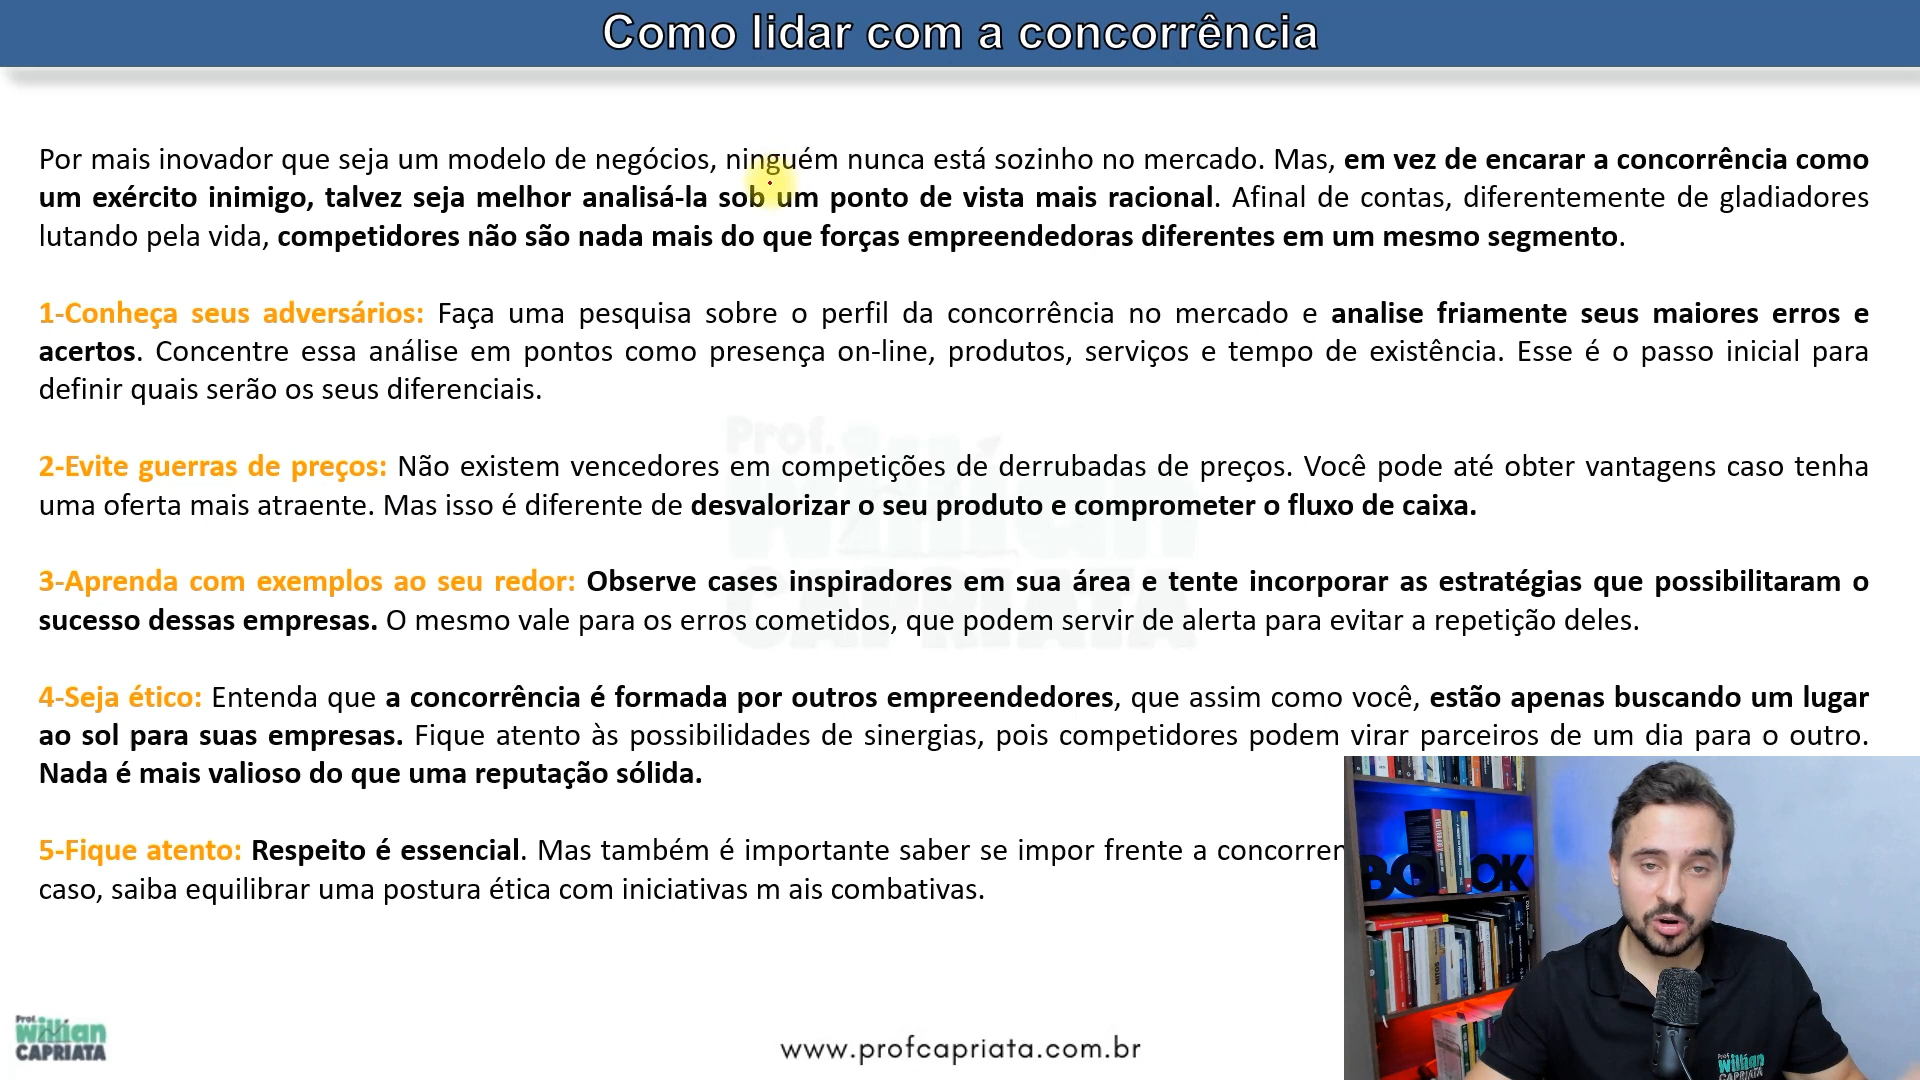 Como lidar com a concorrência
Por mais inovador que seja um modelo de negócios, ninguém nunca está sozinho no mercado. Mas, em vez de encarar a concorrência como
um exército inimigo, talvez seja melhor analisá-la sob um ponto de vista mais racional. Afinal de contas, diferentemente de gladiadores
lutando pela vida, competidores não são nada mais do que forças empreendedoras diferentes em um mesmo segmento.
1-Conheça seus adversários: Faça uma pesquisa sobre o perfil da concorrência no mercado e analise friamente seus maiores erros e
acertos. Concentre essa análise em pontos como presença on-line, produtos, serviços e tempo de existência. Esse é o passo inicial para
definir quais serão os seus diferenciais.
2-Evite guerras de preços: Não existem vencedores em competições de derrubadas de preços. Você pode até obter vantagens caso tenha
uma oferta mais atraente. Mas isso é diferente de desvalorizar o seu produto e comprometer o fluxo de caixa.
3-Aprenda com exemplos ao seu redor: Observe cases inspiradores em sua área e tente incorporar as estratégias que possibilitaram o
sucesso dessas empresas. O mesmo vale para os erros cometidos, que podem servir de alerta para evitar a repetição deles.
4-Seja ético: Entenda que a concorrência é formada por outros empreendedores, que assim como você, estão apenas buscando um lugar
ao sol para suas empresas. Fique atento às possibilidades de sinergias, pois competidores podem virar parceiros de um dia para o outro.
Nada é mais valioso do que uma reputação sólida.
5-Fique atento: Respeito é essencial. Mas também é importante saber se impor frente a concorren
caso, saiba equilibrar uma postura ética com iniciativas m ais combativas.
Prof.
willian
CAPRIATA
Prof.
willian
CAPRIATA
www.profcapriata.com.br
BO OK
Prof.
willian
CAPRIATA